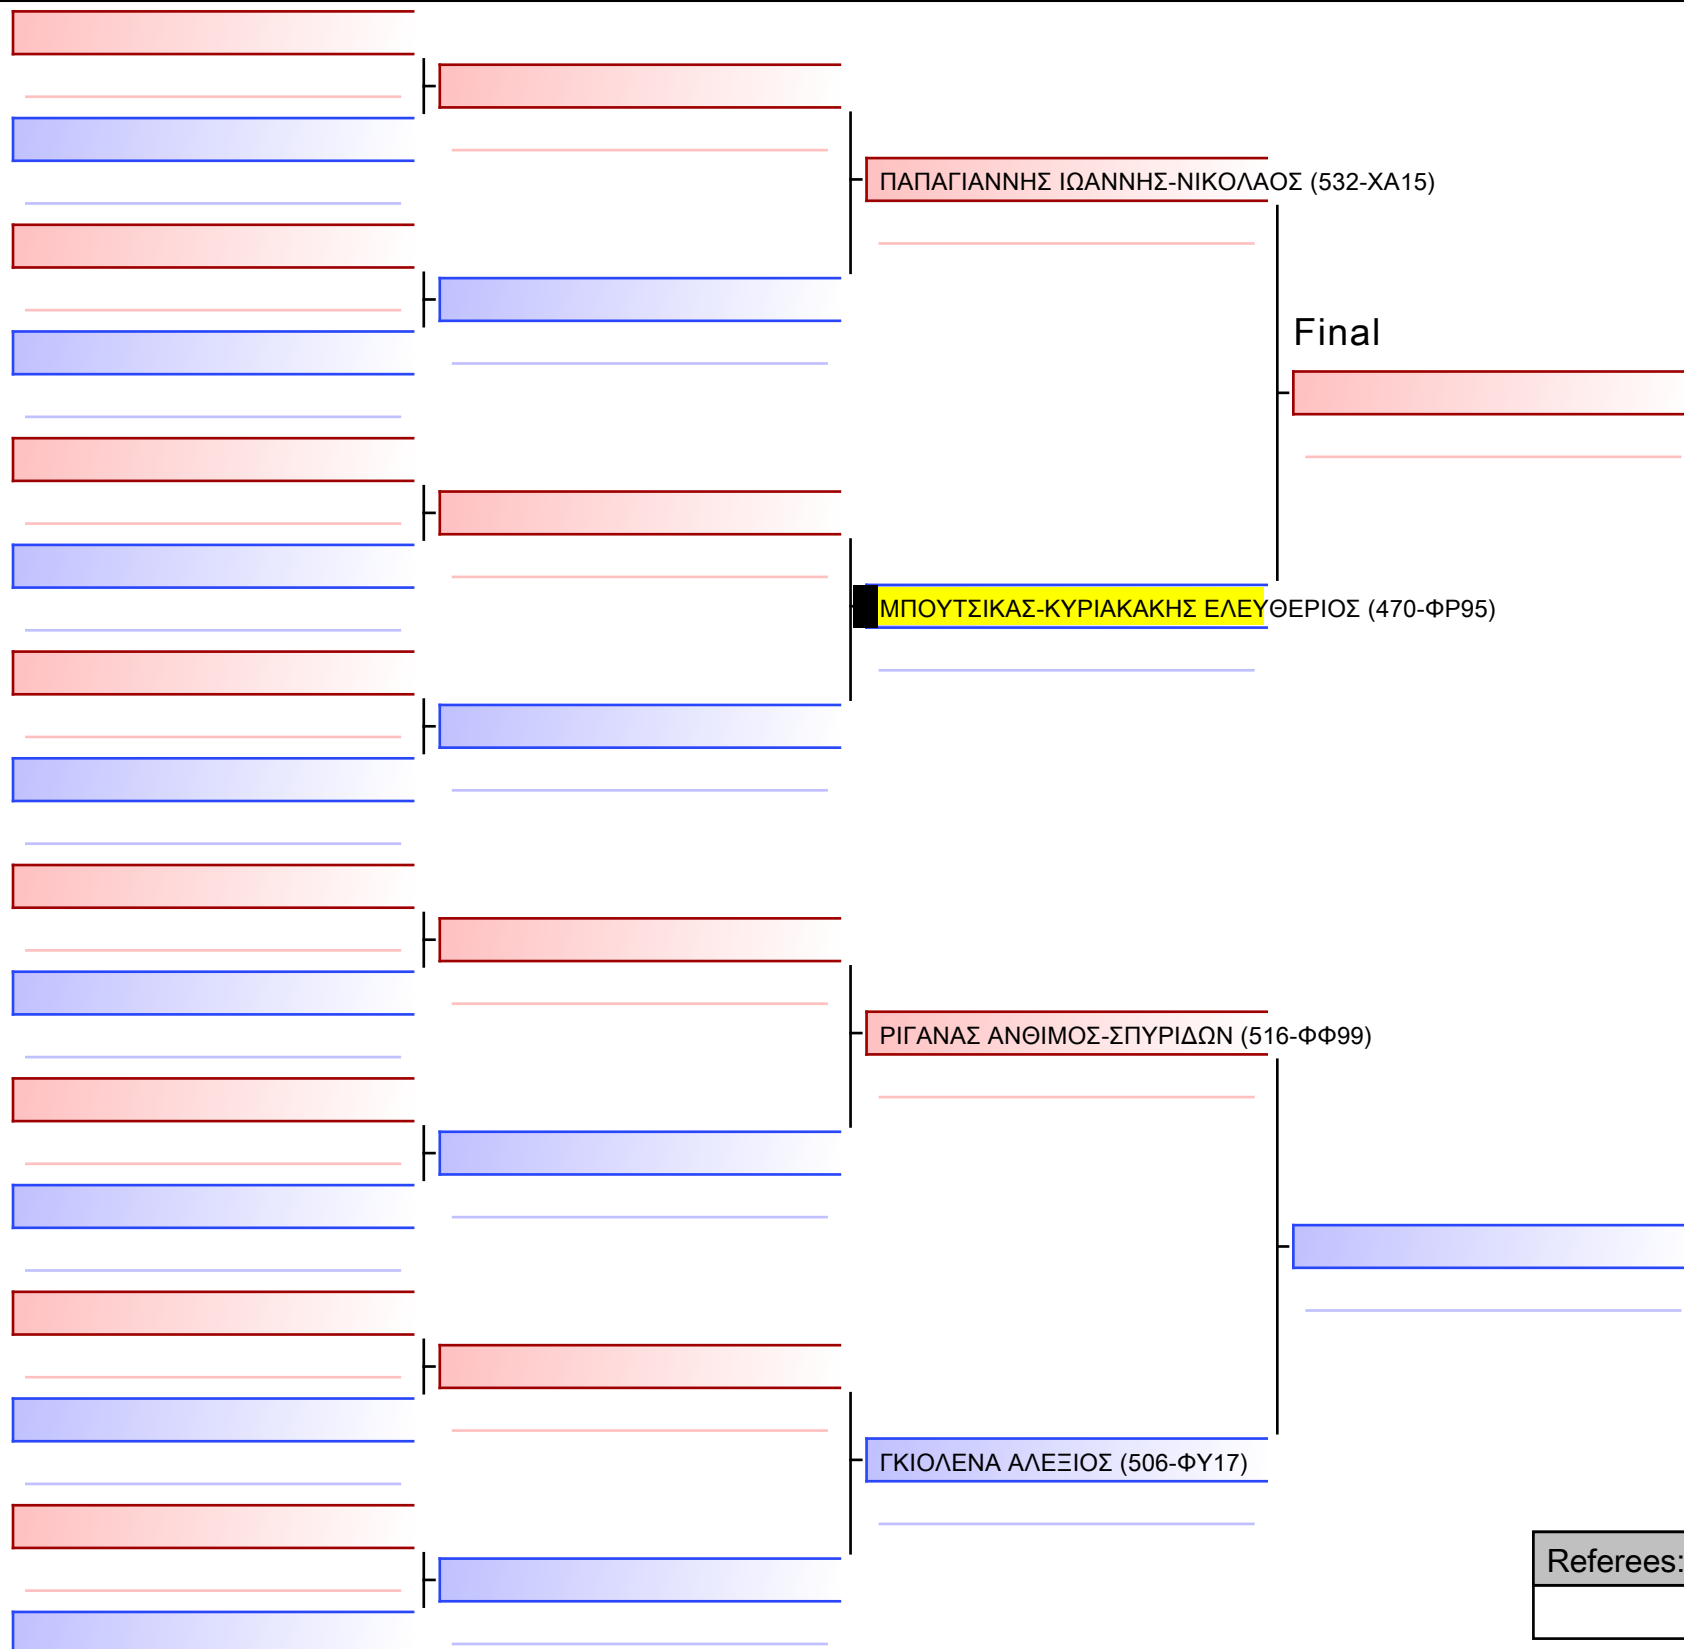 ΠΑΠΑΓΙΑΝΝΗΣ ΙΩΑΝΝΗΣ-ΝΙΚΟΛΑΟΣ (532-ΧΑ15)
Final
ΜΠΟΥΤΣΙΚΑΣ-ΚΥΡΙΑΚΑΚΗΣ ΕΛΕΥΘΕΡΙΟΣ (470-ΦΡ95)
ΡΙΓΑΝΑΣ ΑΝΘΙΜΟΣ-ΣΠΥΡΙΔΩΝ (516-ΦΦ99)
ΓΚΙΟΛΕΝΑ ΑΛΕΞΙΟΣ (506-ΦΥ17)
Referees: